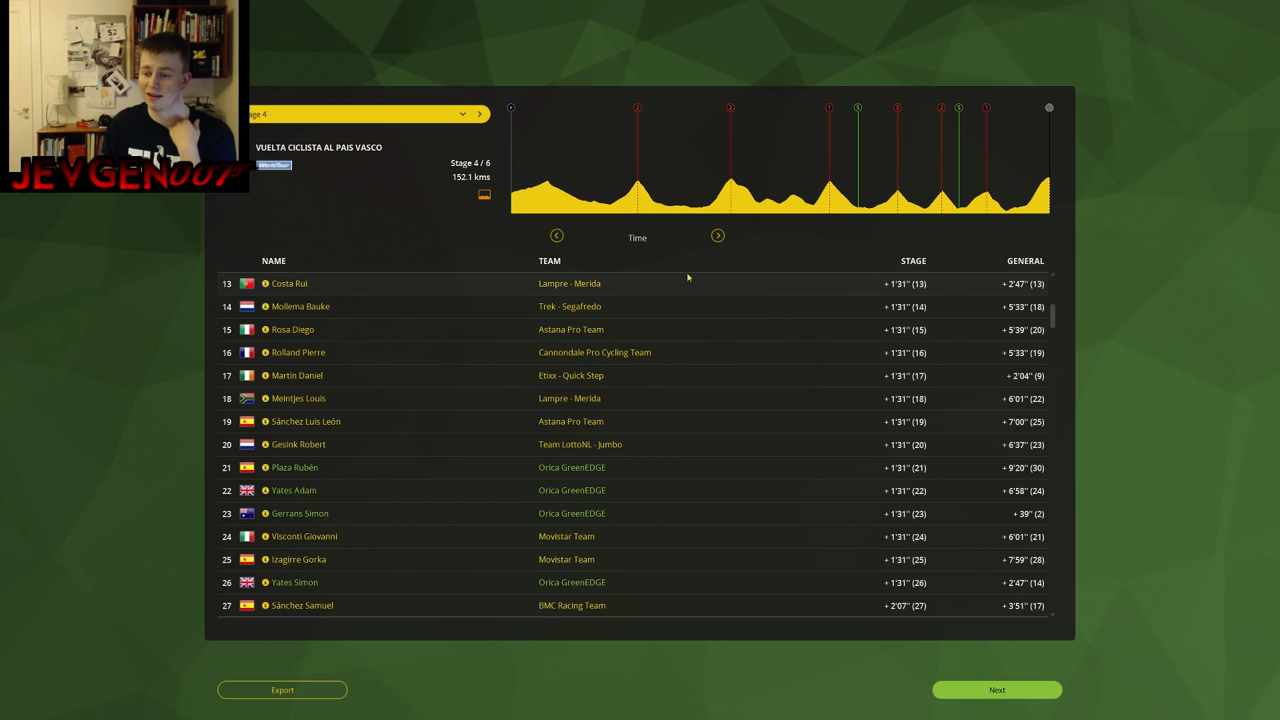 52
JEVGEN007
age 4
VUELTA CICLISTA AL PAIS VASCO
WorldTour
Stage 4 / 6
152.1 kms
2 2 1 S 3 2 S 1
Time
NAME TEAM STAGE GENERAL
13 Costa Rui Lampre - Merida + 1'31'' (13) + 2'47'' (13)
14 Mollema Bauke Trek - Segafredo + 1'31'' (14) + 5'33'' (18)
15 Rosa Diego Astana Pro Team + 1'31'' (15) + 5'39'' (20)
16 Rolland Pierre Cannondale Pro Cycling Team + 1'31'' (16) + 5'33'' (19)
17 Martin Daniel Etixx - Quick Step + 1'31'' (17) + 2'04'' (9)
18 Meintjes Louis Lampre - Merida + 1'31'' (18) + 6'01'' (22)
19 Sánchez Luis León Astana Pro Team + 1'31'' (19) + 7'00'' (25)
20 Gesink Robert Team LottoNL - Jumbo + 1'31'' (20) + 6'37'' (23)
21 Plaza Rubén Orica GreenEDGE + 1'31'' (21) + 9'20'' (30)
22 Yates Adam Orica GreenEDGE + 1'31'' (22) + 6'58'' (24)
23 Gerrans Simon Orica GreenEDGE + 1'31'' (23) + 39'' (2)
24 Visconti Giovanni Movistar Team + 1'31'' (24) + 6'01'' (21)
25 Izagirre Gorka Movistar Team + 1'31'' (25) + 7'59'' (28)
26 Yates Simon Orica GreenEDGE + 1'31'' (26) + 2'47'' (14)
27 Sánchez Samuel BMC Racing Team + 2'07'' (27) + 3'51'' (17)
Export Next